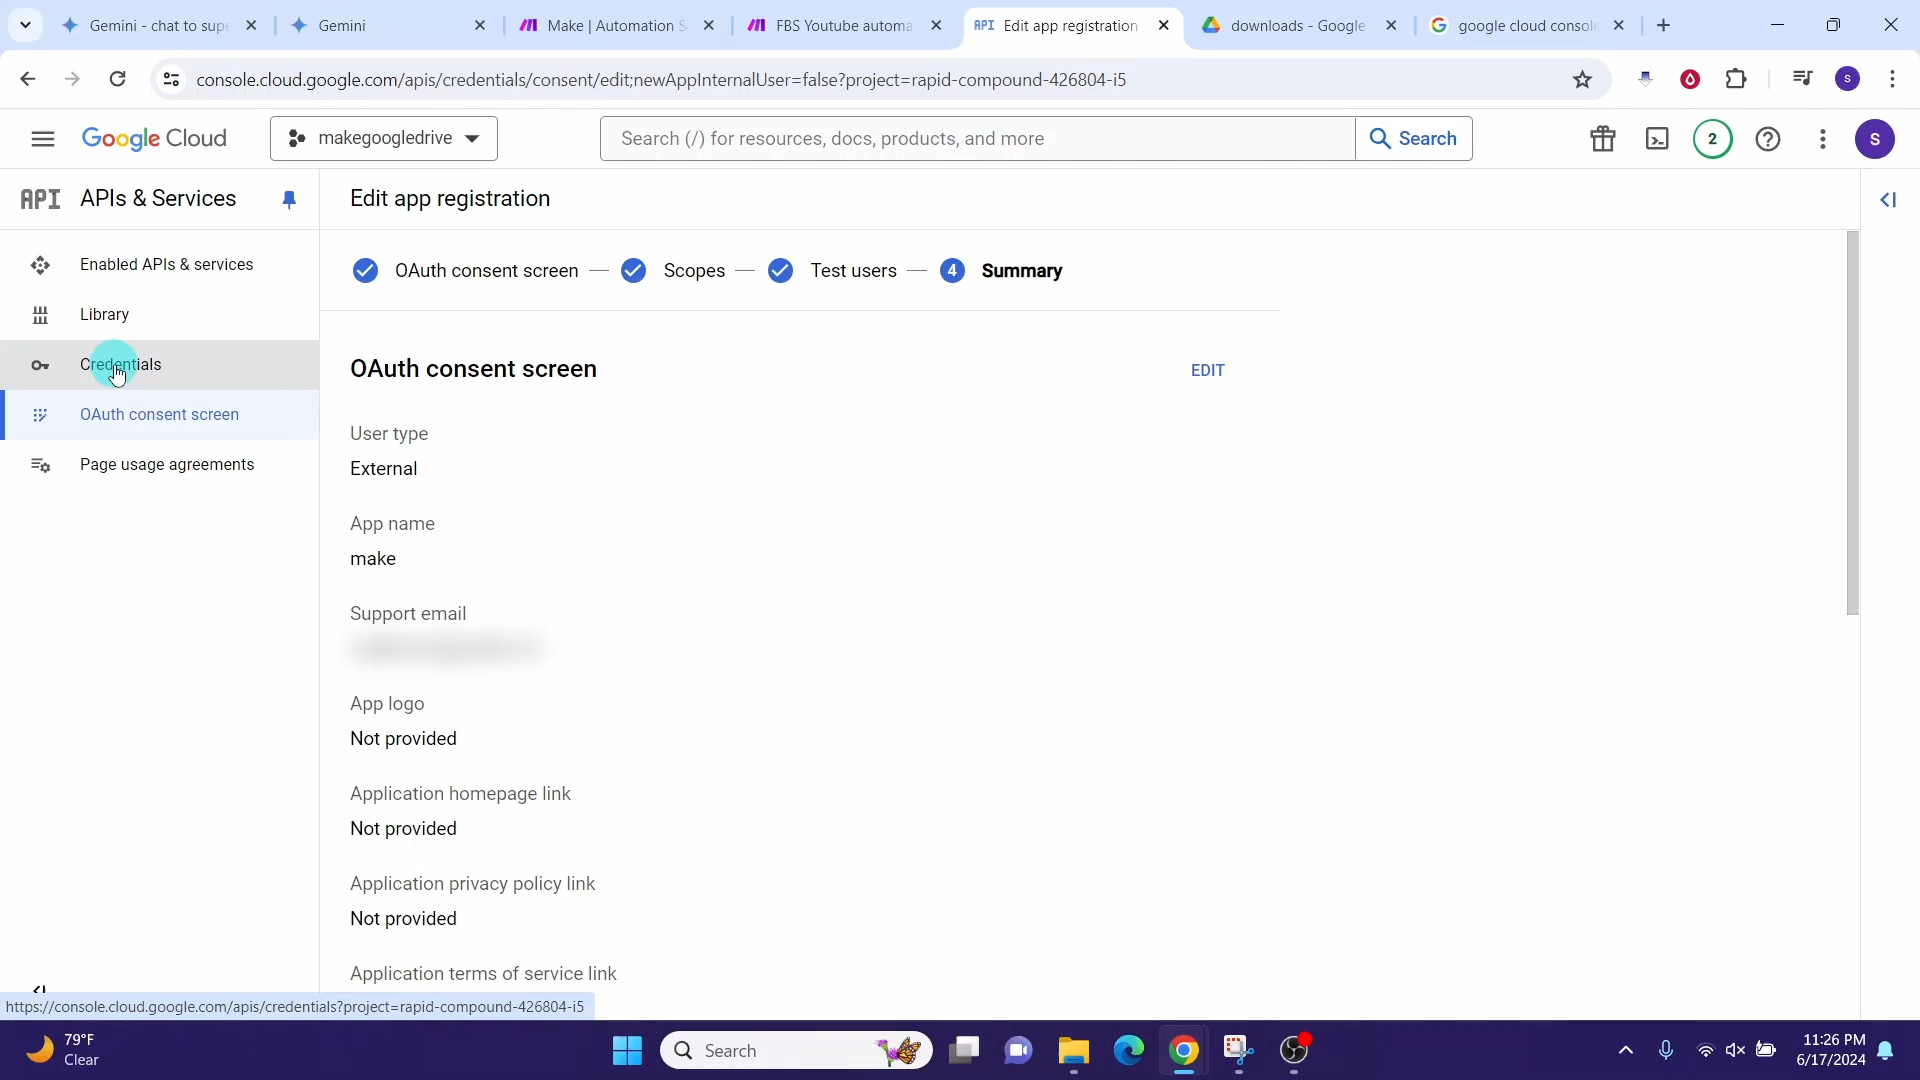 Gemini - chat to sup
Gemini
Make | Automation S
FBS Youtube automa
API Edit app registration
downloads - Google
google cloud consol
console.cloud.google.com/apis/credentials/consent/edit;newAppInternalUser=false?project=rapid-compound-426804-i5
S
Google Cloud
makegoogledrive
Search (/) for resources, docs, products, and more
Search
2
S
API APIs & Services
Edit app registration
Enabled APIs & services
Library
Credentials
OAuth consent screen
Page usage agreements
OAuth consent screen
Scopes
Test users
4 Summary
OAuth consent screen
EDIT
User type
External
App name
make
Support email
App logo
Not provided
Application homepage link
Not provided
Application privacy policy link
Not provided
Application terms of service link
https://console.cloud.google.com/apis/credentials?project=rapid-compound-426804-i5
79°F
Clear
Search
11:26 PM
6/17/2024